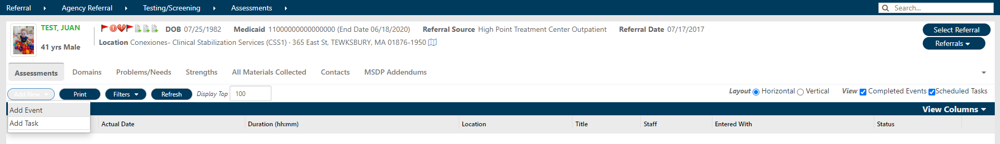 Referral Agency Referral Testing/Screening Assessments Search...
TEST, JUAN DOB 07/25/1982 Medicaid 11000000000000000 (End Date 06/18/2020) Referral Source High Point Treatment Center Outpatient Referral Date 07/17/2017 Select Referral
Location Conexiones- Clinical Stabilization Services (CSS1) · 365 East St, TEWKSBURY, MA 01876-1950 Referrals
41 yrs Male
Assessments Domains Problems/Needs Strengths All Materials Collected Contacts MSDP Addendums
Add New Print Filters Refresh Display Top 100 Layout Horizontal Vertical View Completed Events Scheduled Tasks
Add Event View Columns
Add Task Actual Date Duration (hh:mm) Location Title Staff Entered With Status